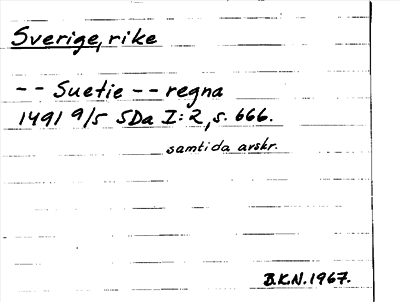 Sverige, rike
-- Suetie -- regna
1491 9/5 SDa I:2, s. 666.
samtida avskr.
B.K.N. 1967.